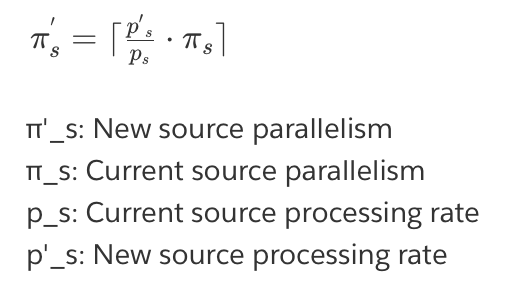 π′_s = ⌈p′_s/p_s · π_s⌉
π'_s: New source parallelism
π_s: Current source parallelism
p_s: Current source processing rate
p'_s: New source processing rate